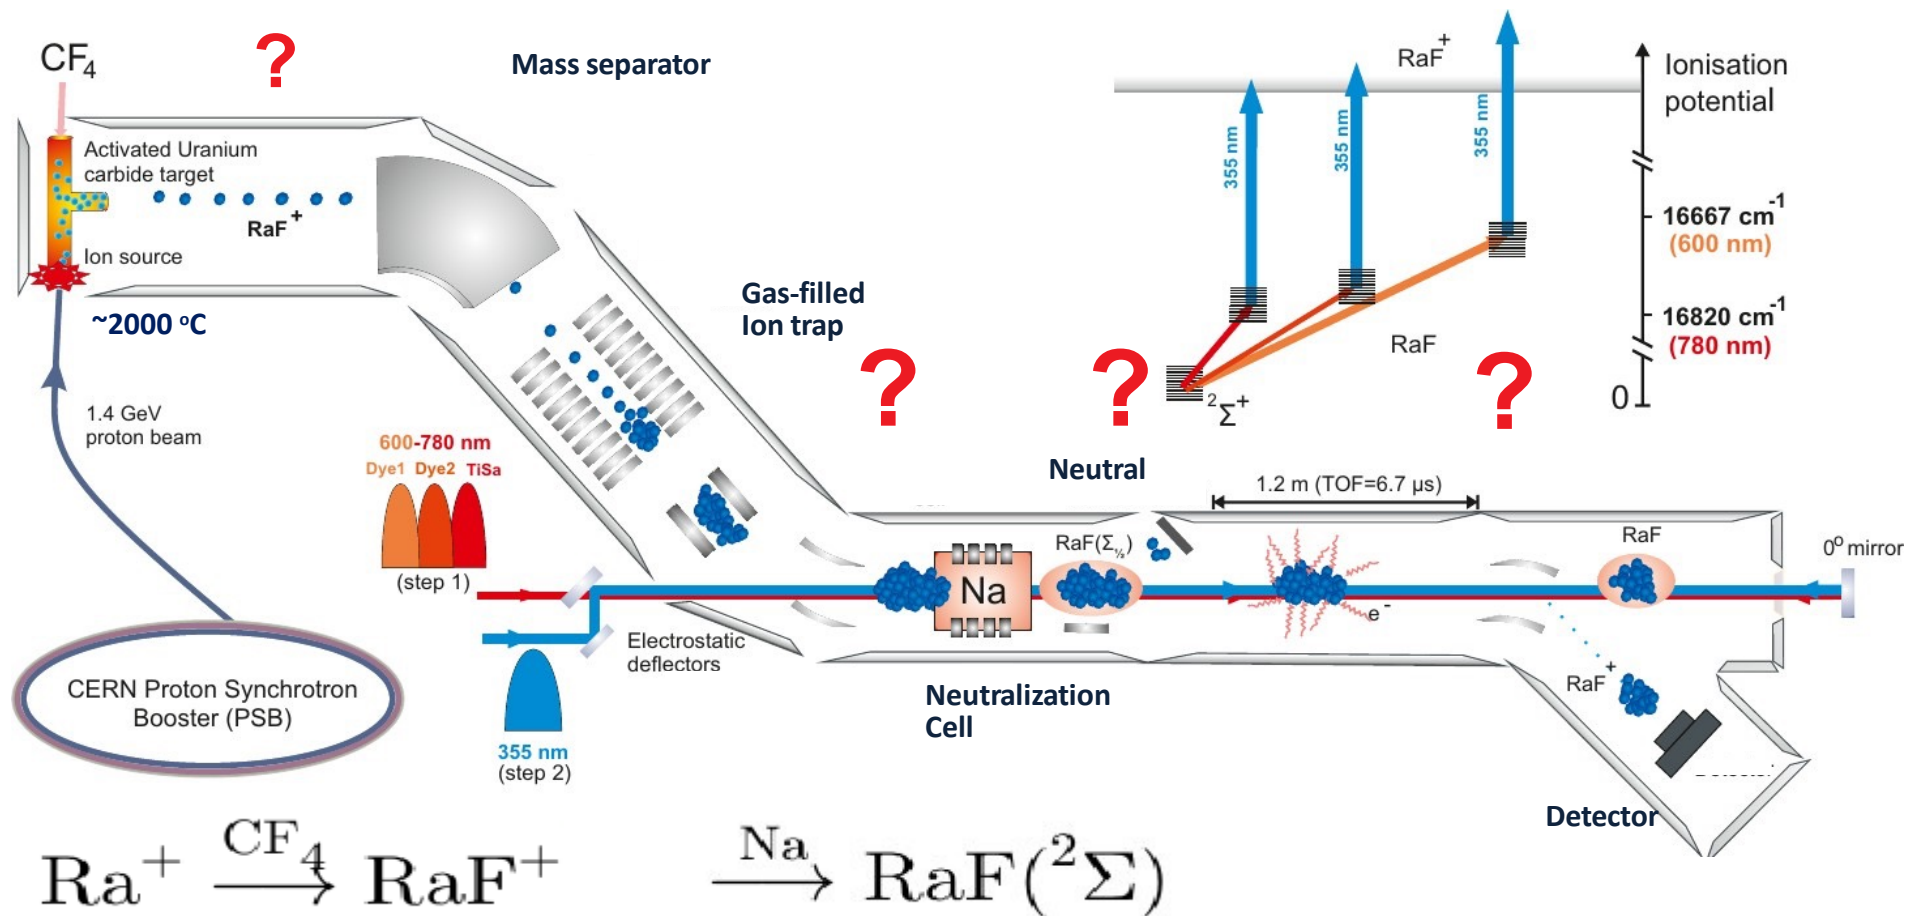 CF4
?
Mass separator
Activated Uranium
carbide target
RaF+
Ion source
~2000 °C
1.4 GeV
proton beam
CERN Proton Synchrotron
Booster (PSB)
600-780 nm
Dye1 Dye2 TiSa
(step 1)
355 nm
(step 2)
Electrostatic
deflectors
Gas-filled
Ion trap
?
Na
Neutralization
Cell
?
Neutral
RaF(Σ½)
1.2 m (TOF=6.7 µs)
e-
?
RaF
RaF+
Detector
0° mirror
RaF+
355 nm
355 nm
355 nm
RaF
2Σ+
Ionisation
potential
16667 cm-1
(600 nm)
16820 cm-1
(780 nm)
0
Ra+ CF4 → RaF+ Na → RaF(2Σ)